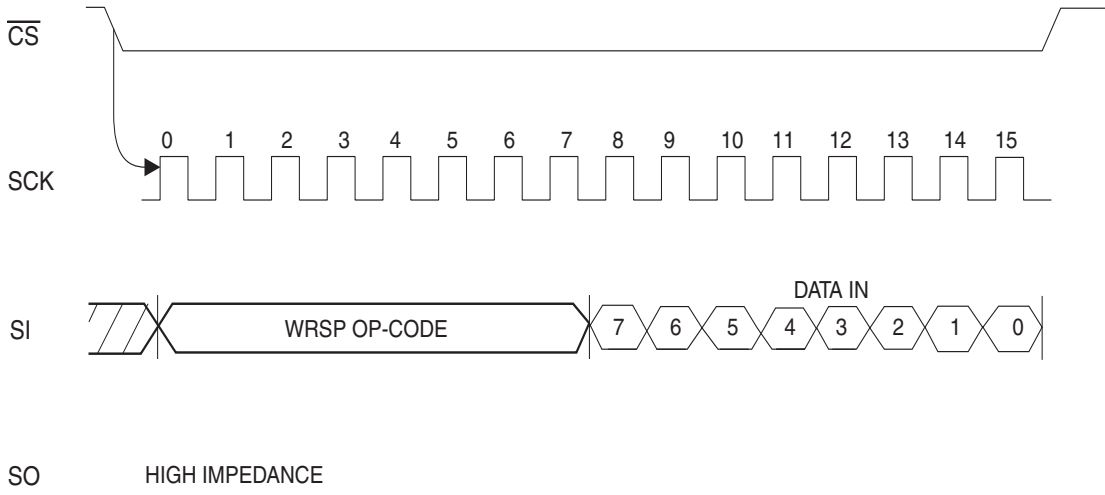 CS
0 1 2 3 4 5 6 7 8 9 10 11 12 13 14 15
SCK
DATA IN
SI WRSP OP-CODE 7 6 5 4 3 2 1 0
SO HIGH IMPEDANCE